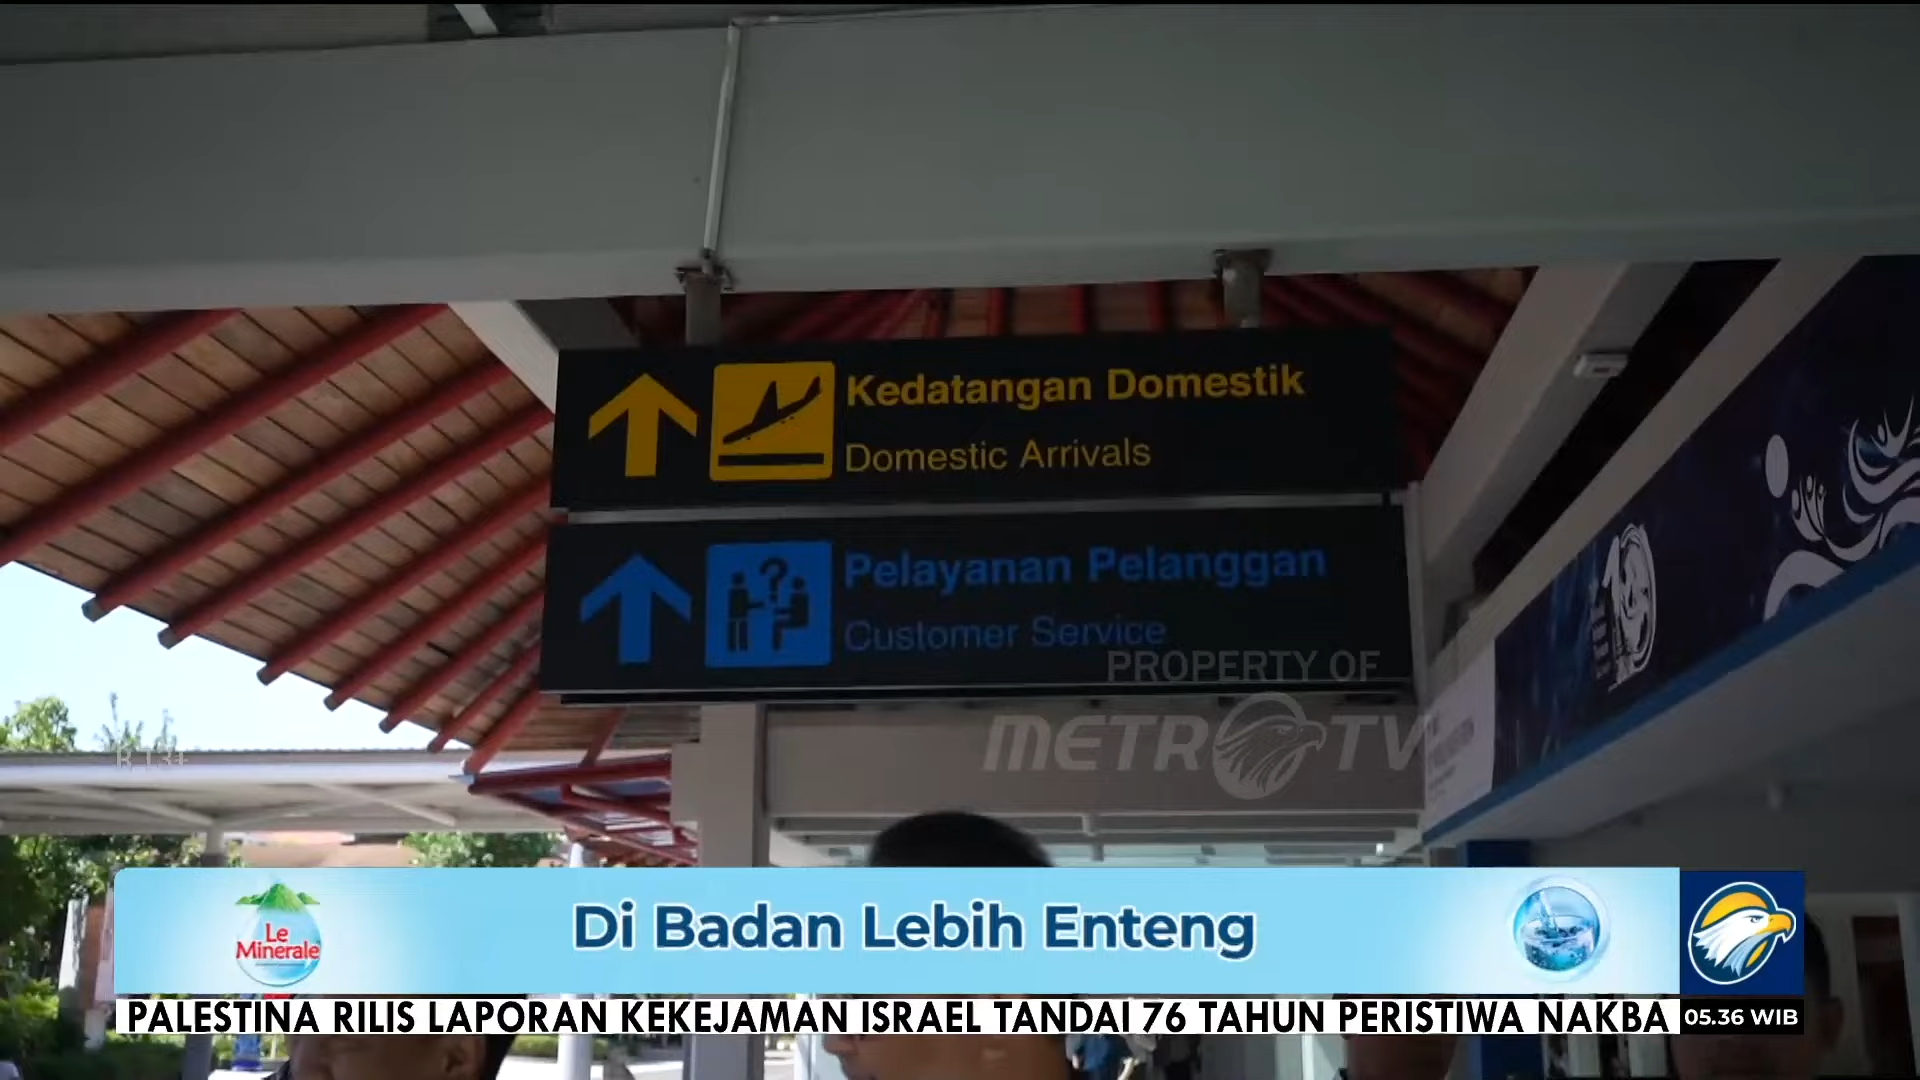 Kedatangan Domestik
Domestic Arrivals
Pelayanan Pelanggan
Customer Service
PROPERTY OF
METRO TV
Le
Minerale
Di Badan Lebih Enteng
PALESTINA RILIS LAPORAN KEKEJAMAN ISRAEL TANDAI 76 TAHUN PERISTIWA NAKBA
05.36 WIB